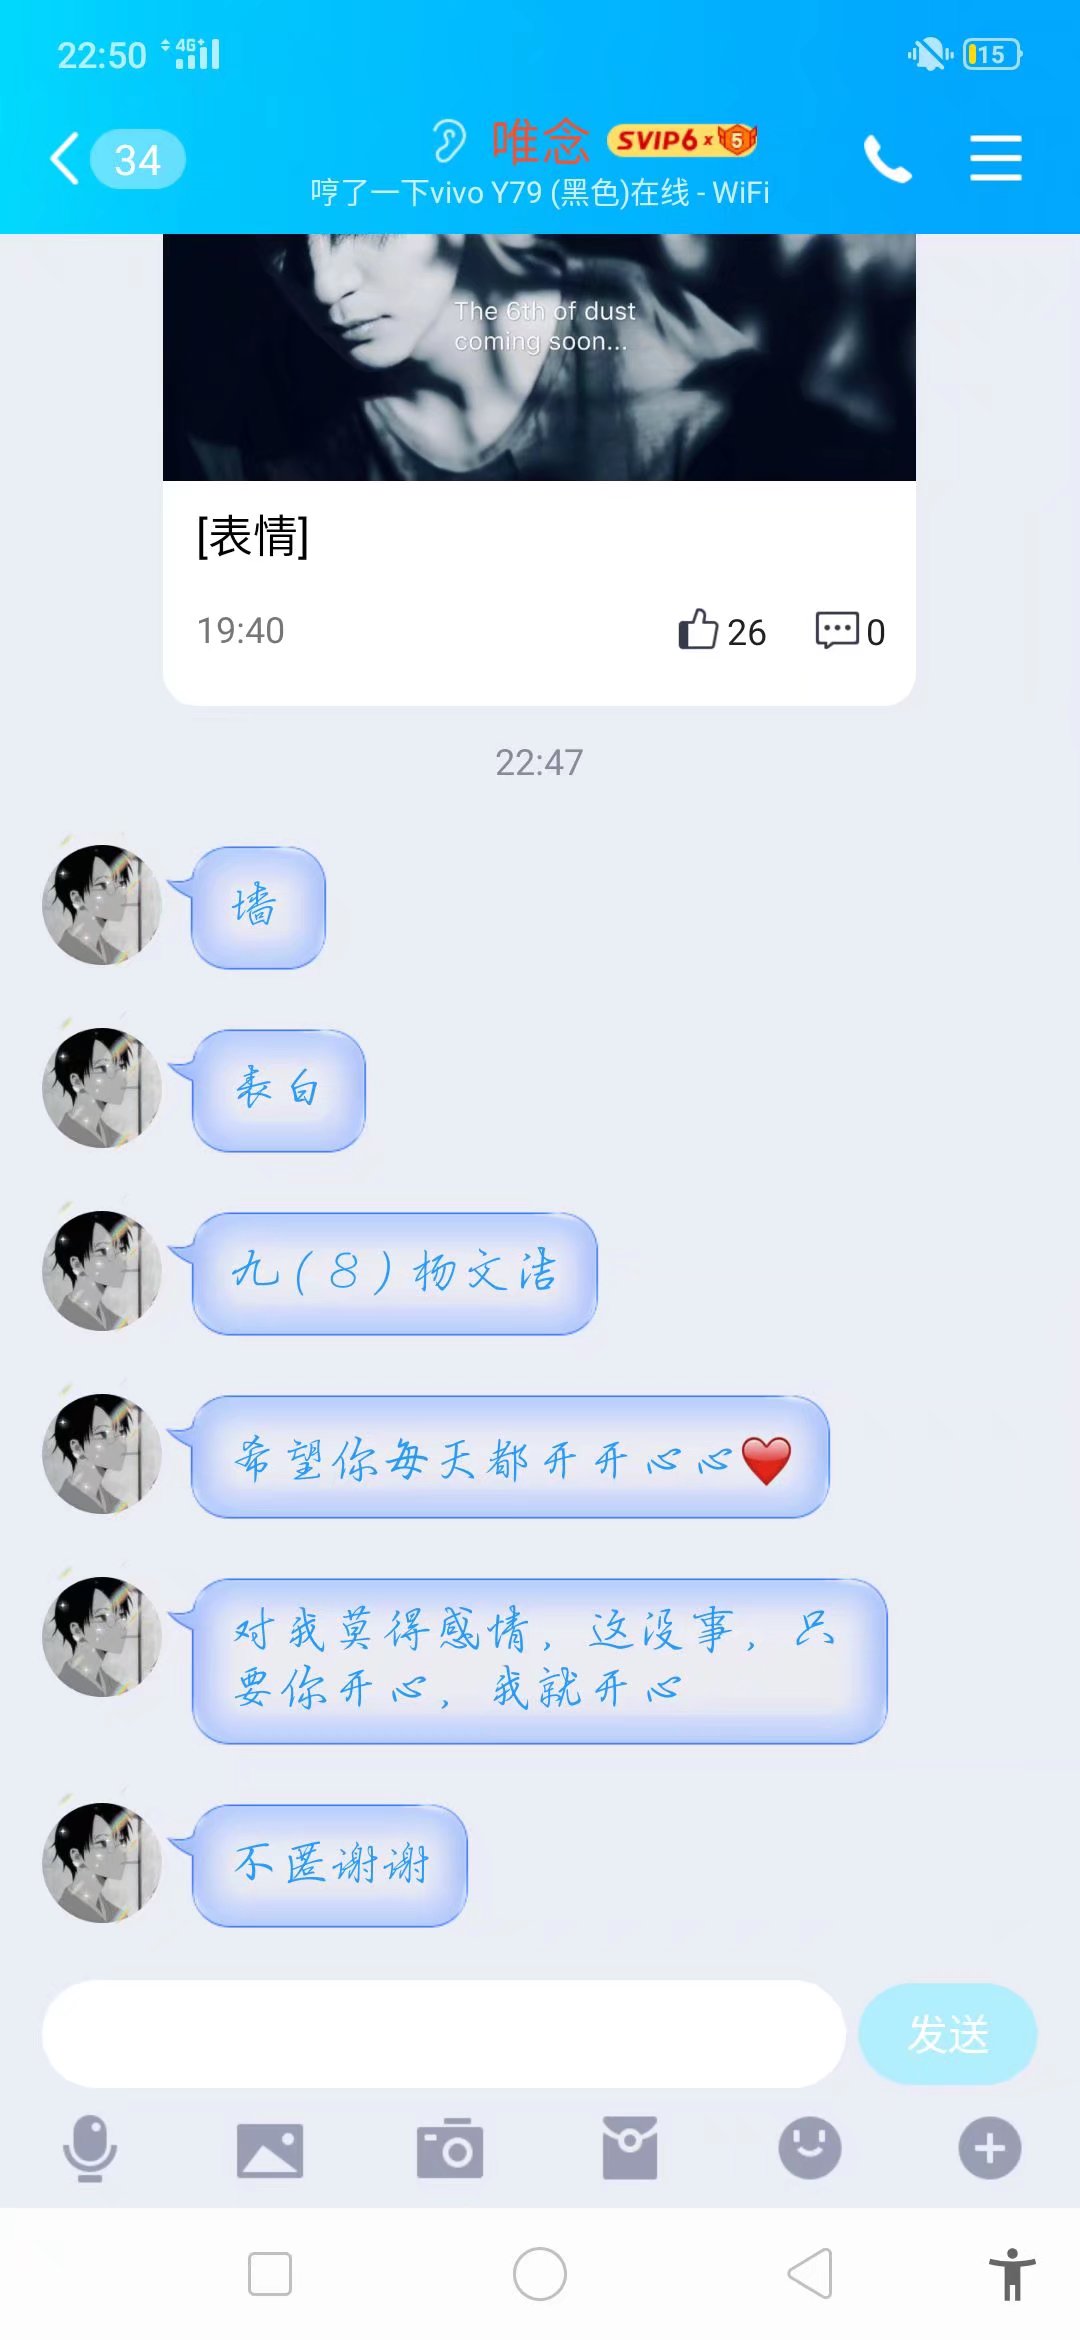 22:50 4G+ 15
34 唯念 SVIP6×5
哼了一下vivo Y79 (黑色)在线 - WiFi
The 6th of dust
coming soon...
[表情]
19:40 26 0
22:47
墙
表白
九(8)杨文洁
希望你每天都开开心心❤️
对我莫得感情，这没事，只
要你开心，我就开心
不匿谢谢
发送